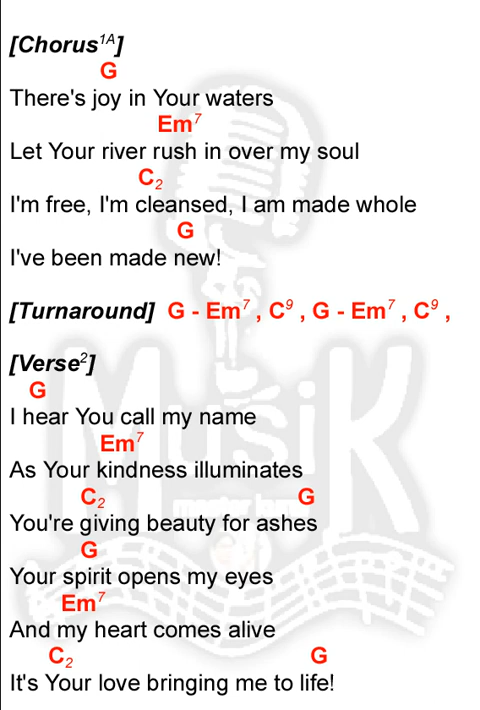 [Chorus1A]
G
There's joy in Your waters
Em7
Let Your river rush in over my soul
C2
I'm free, I'm cleansed, I am made whole
G
I've been made new!
[Turnaround] G - Em7 , C9 , G - Em7 , C9 ,
[Verse2]
G
I hear You call my name
Em7
As Your kindness illuminates
C2 G
You're giving beauty for ashes
G
Your spirit opens my eyes
Em7
And my heart comes alive
C2 G
It's Your love bringing me to life!
MusiK